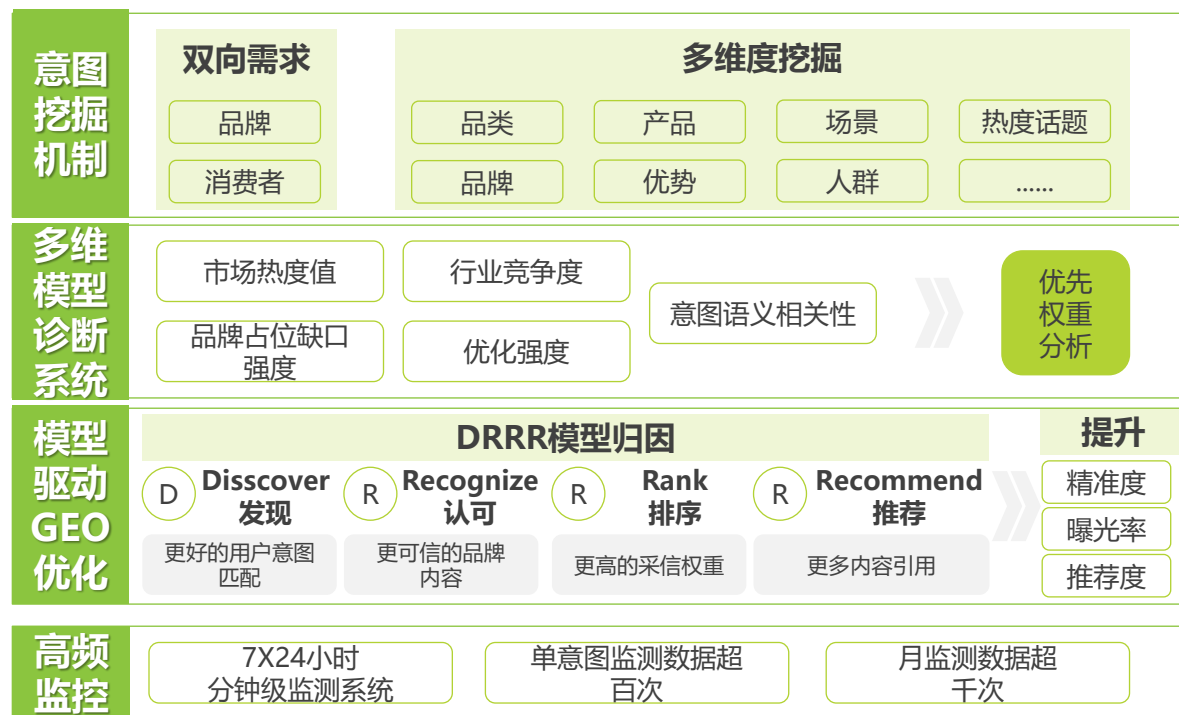 意图
挖掘
机制
双向需求
品牌
消费者
多维度挖掘
品类
产品
场景
热度话题
品牌
优势
人群
......
多维
模型
诊断
系统
市场热度值
行业竞争度
品牌占位缺口
强度
优化强度
意图语义相关性
优先
权重
分析
模型
驱动
GEO
优化
DRRR模型归因
D
Disscover
发现
更好的用户意图
匹配
R
Recognize
认可
更可信的品牌
内容
R
Rank
排序
更高的采信权重
R
Recommend
推荐
更多内容引用
提升
精准度
曝光率
推荐度
高频
监控
7X24小时
分钟级监测系统
单意图监测数据超
百次
月监测数据超
千次